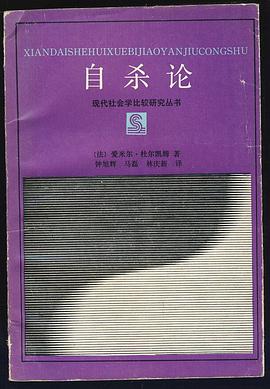 XIANDAISHEHUIXUEBIJIAOYANJIUCONGSHU
自杀论
现代社会学比较研究丛书
〔法〕爱米尔·杜尔凯姆 著
钟旭辉 马磊 林庆新 译